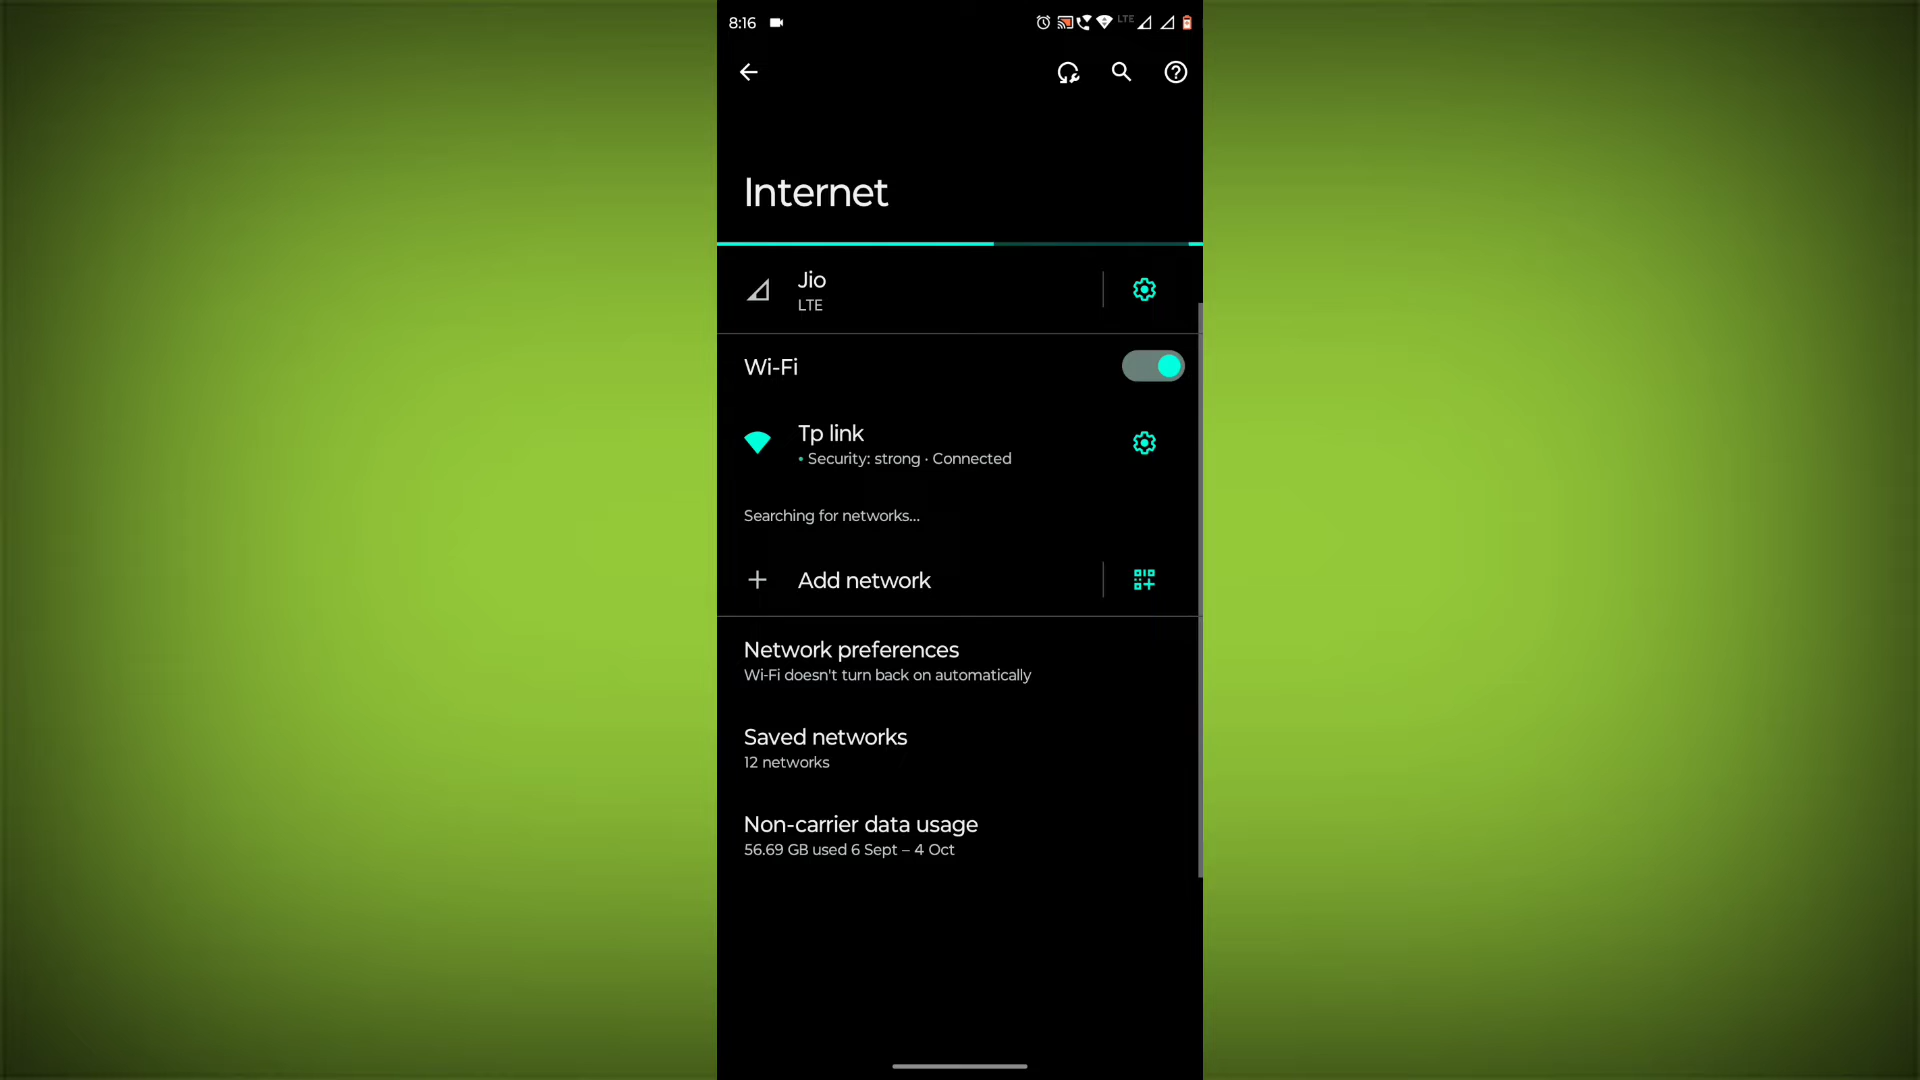 8:16
LTE
Internet
Jio
LTE
Wi-Fi
Tp link
• Security: strong · Connected
Searching for networks…
Add network
Network preferences
Wi-Fi doesn't turn back on automatically
Saved networks
12 networks
Non-carrier data usage
56.69 GB used 6 Sept – 4 Oct